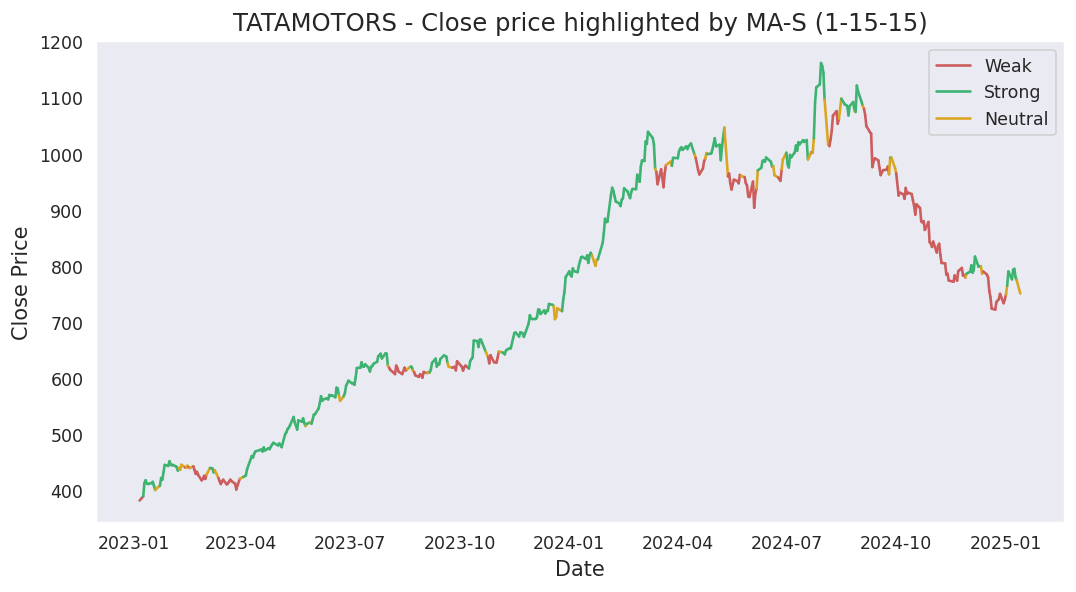 TATAMOTORS - Close price highlighted by MA-S (1-15-15)
1200
1100
1000
900
800
700
600
500
400
Close Price
Weak
Strong
Neutral
2023-01 2023-04 2023-07 2023-10 2024-01 2024-04 2024-07 2024-10 2025-01
Date